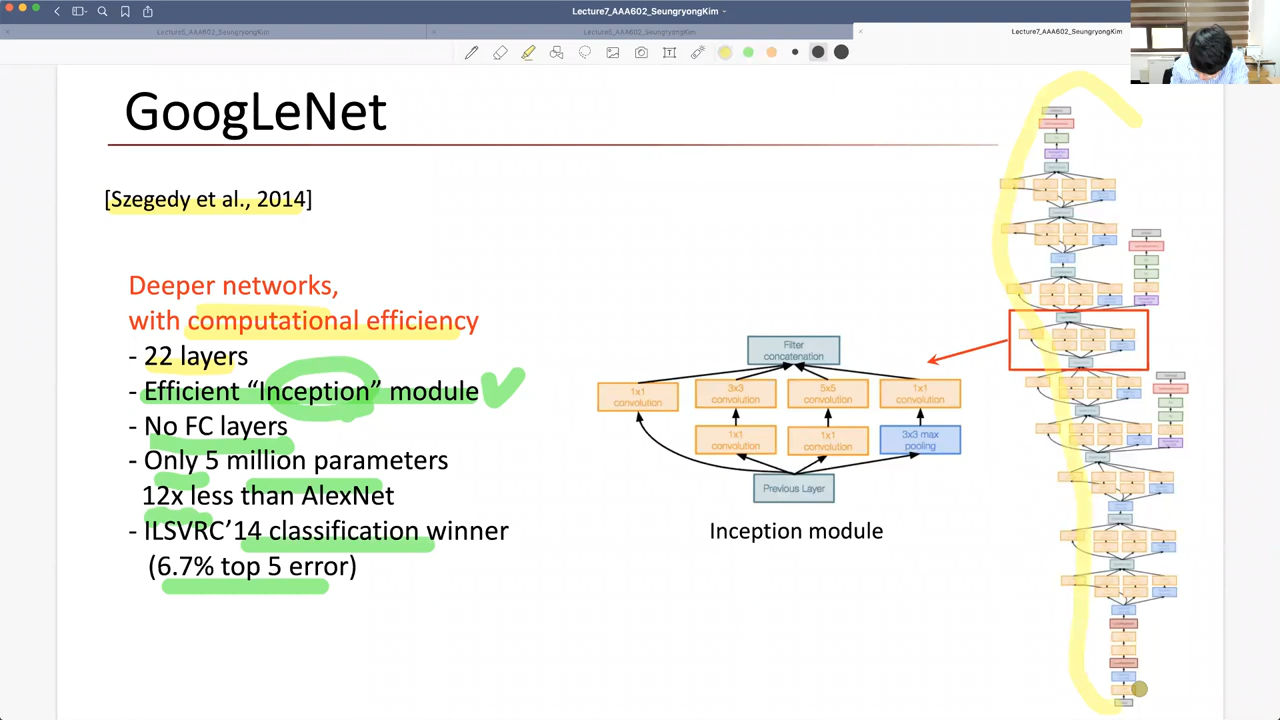 Lecture7_AAA602_SeungryongKim
Lecture5_AAA602_SeungryongKim
Lecture6_AAA602_SeungryongKim
Lecture7_AAA602_SeungryongKim
GoogLeNet
[Szegedy et al., 2014]
Deeper networks,
with computational efficiency
- 22 layers
- Efficient “Inception” module
- No FC layers
- Only 5 million parameters
12x less than AlexNet
- ILSVRC’14 classification winner
(6.7% top 5 error)
Filter
concatenation
1x1
convolution
3x3
convolution
5x5
convolution
1x1
convolution
1x1
convolution
1x1
convolution
3x3 max
pooling
Previous Layer
Inception module